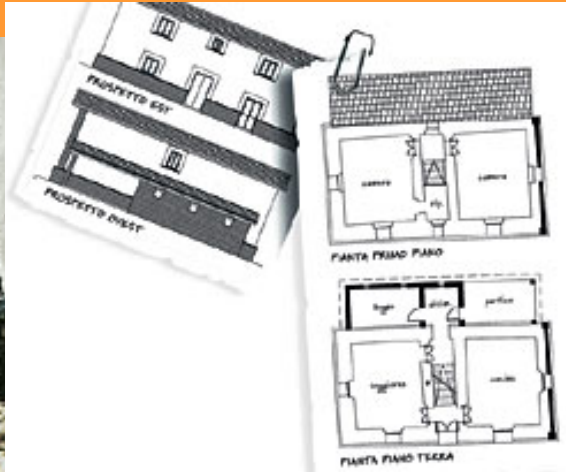 PROSPETTO EST
PROSPETTO OVEST
camera
camera
PIANTA PRIMO PIANO
bagno
portico
soggiorno
cucina
PIANTA PIANO TERRA